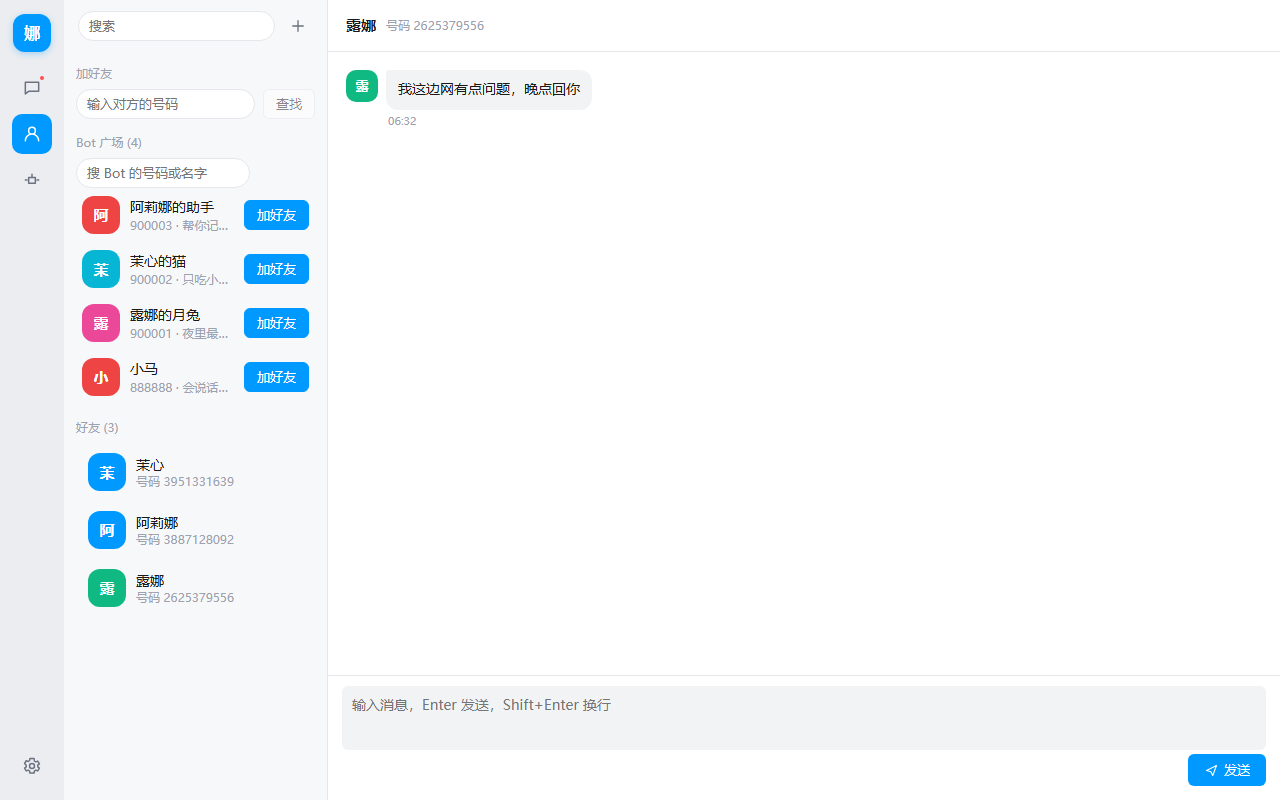 娜
搜索
加好友
输入对方的号码
查找
Bot 广场 (4)
搜 Bot 的号码或名字
阿
阿莉娜的助手
900003 · 帮你记...
加好友
茉
茉心的猫
900002 · 只吃小...
加好友
露
露娜的月兔
900001 · 夜里最...
加好友
小
小马
888888 · 会说话...
加好友
好友 (3)
茉
茉心
号码 3951331639
阿
阿莉娜
号码 3887128092
露
露娜
号码 2625379556
露娜 号码 2625379556
露
我这边网有点问题，晚点回你
06:32
输入消息，Enter 发送，Shift+Enter 换行
发送